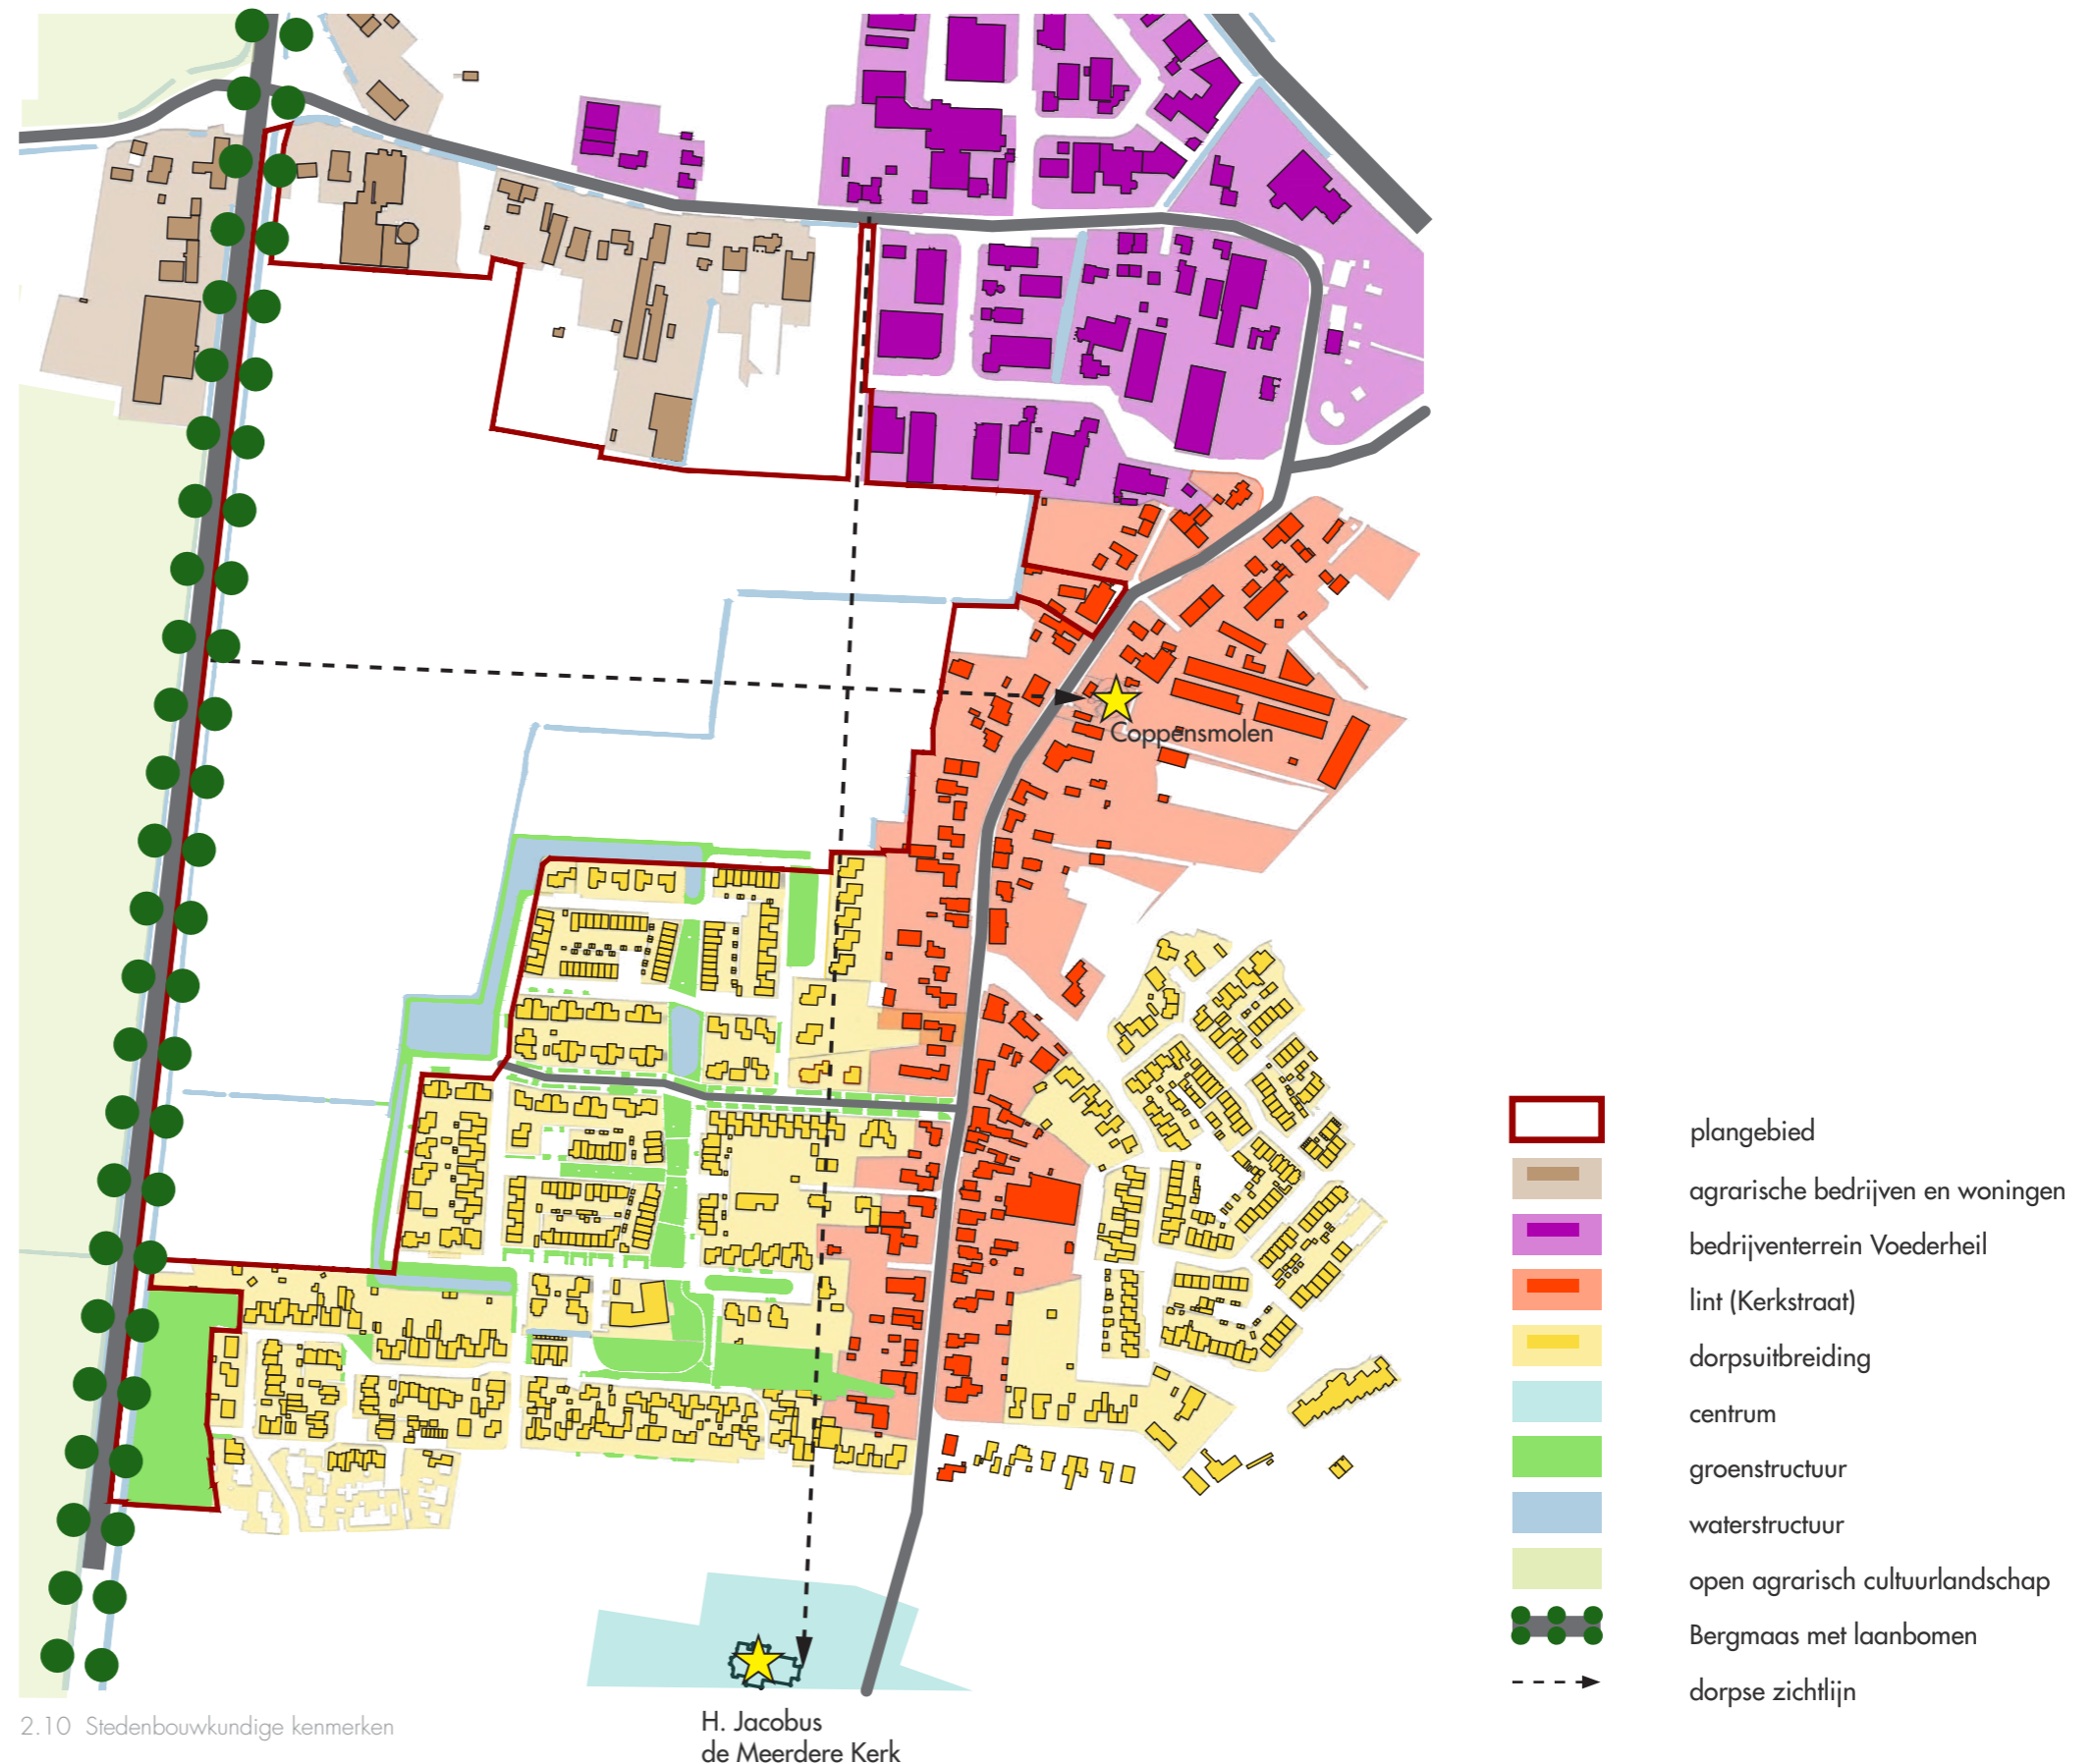 Coppensmolen
plangebied
agrarische bedrijven en woningen
bedrijventerrein Voederheil
lint (Kerkstraat)
dorpsuitbreiding
centrum
groenstructuur
waterstructuur
open agrarisch cultuurlandschap
Bergmaas met laanbomen
dorpse zichtlijn
H. Jacobus
de Meerdere Kerk
2.10 Stedenbouwkundige kenmerken